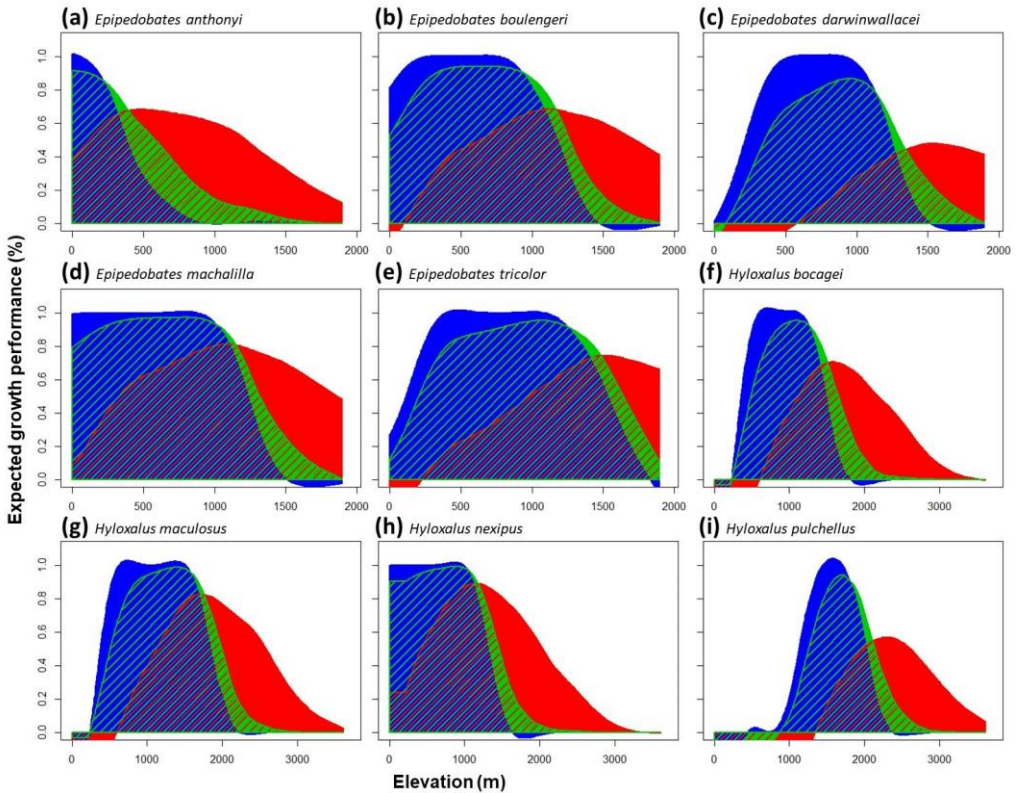 (a) Epipedobates anthonyi
(b) Epipedobates boulengeri
(c) Epipedobates darwinwallacei
0.0 0.2 0.4 0.6 0.8 1.0
0 500 1000 1500 2000
0 500 1000 1500 2000
0 500 1000 1500 2000
(d) Epipedobates machalilla
(e) Epipedobates tricolor
(f) Hyloxalus bocagei
Expected growth performance (%)
0.0 0.2 0.4 0.6 0.8 1.0
0 500 1000 1500 2000
0 500 1000 1500 2000
0 1000 2000 3000
(g) Hyloxalus maculosus
(h) Hyloxalus nexipus
(i) Hyloxalus pulchellus
0.0 0.2 0.4 0.6 0.8 1.0
0 1000 2000 3000
0 1000 2000 3000
0 1000 2000 3000
Elevation (m)